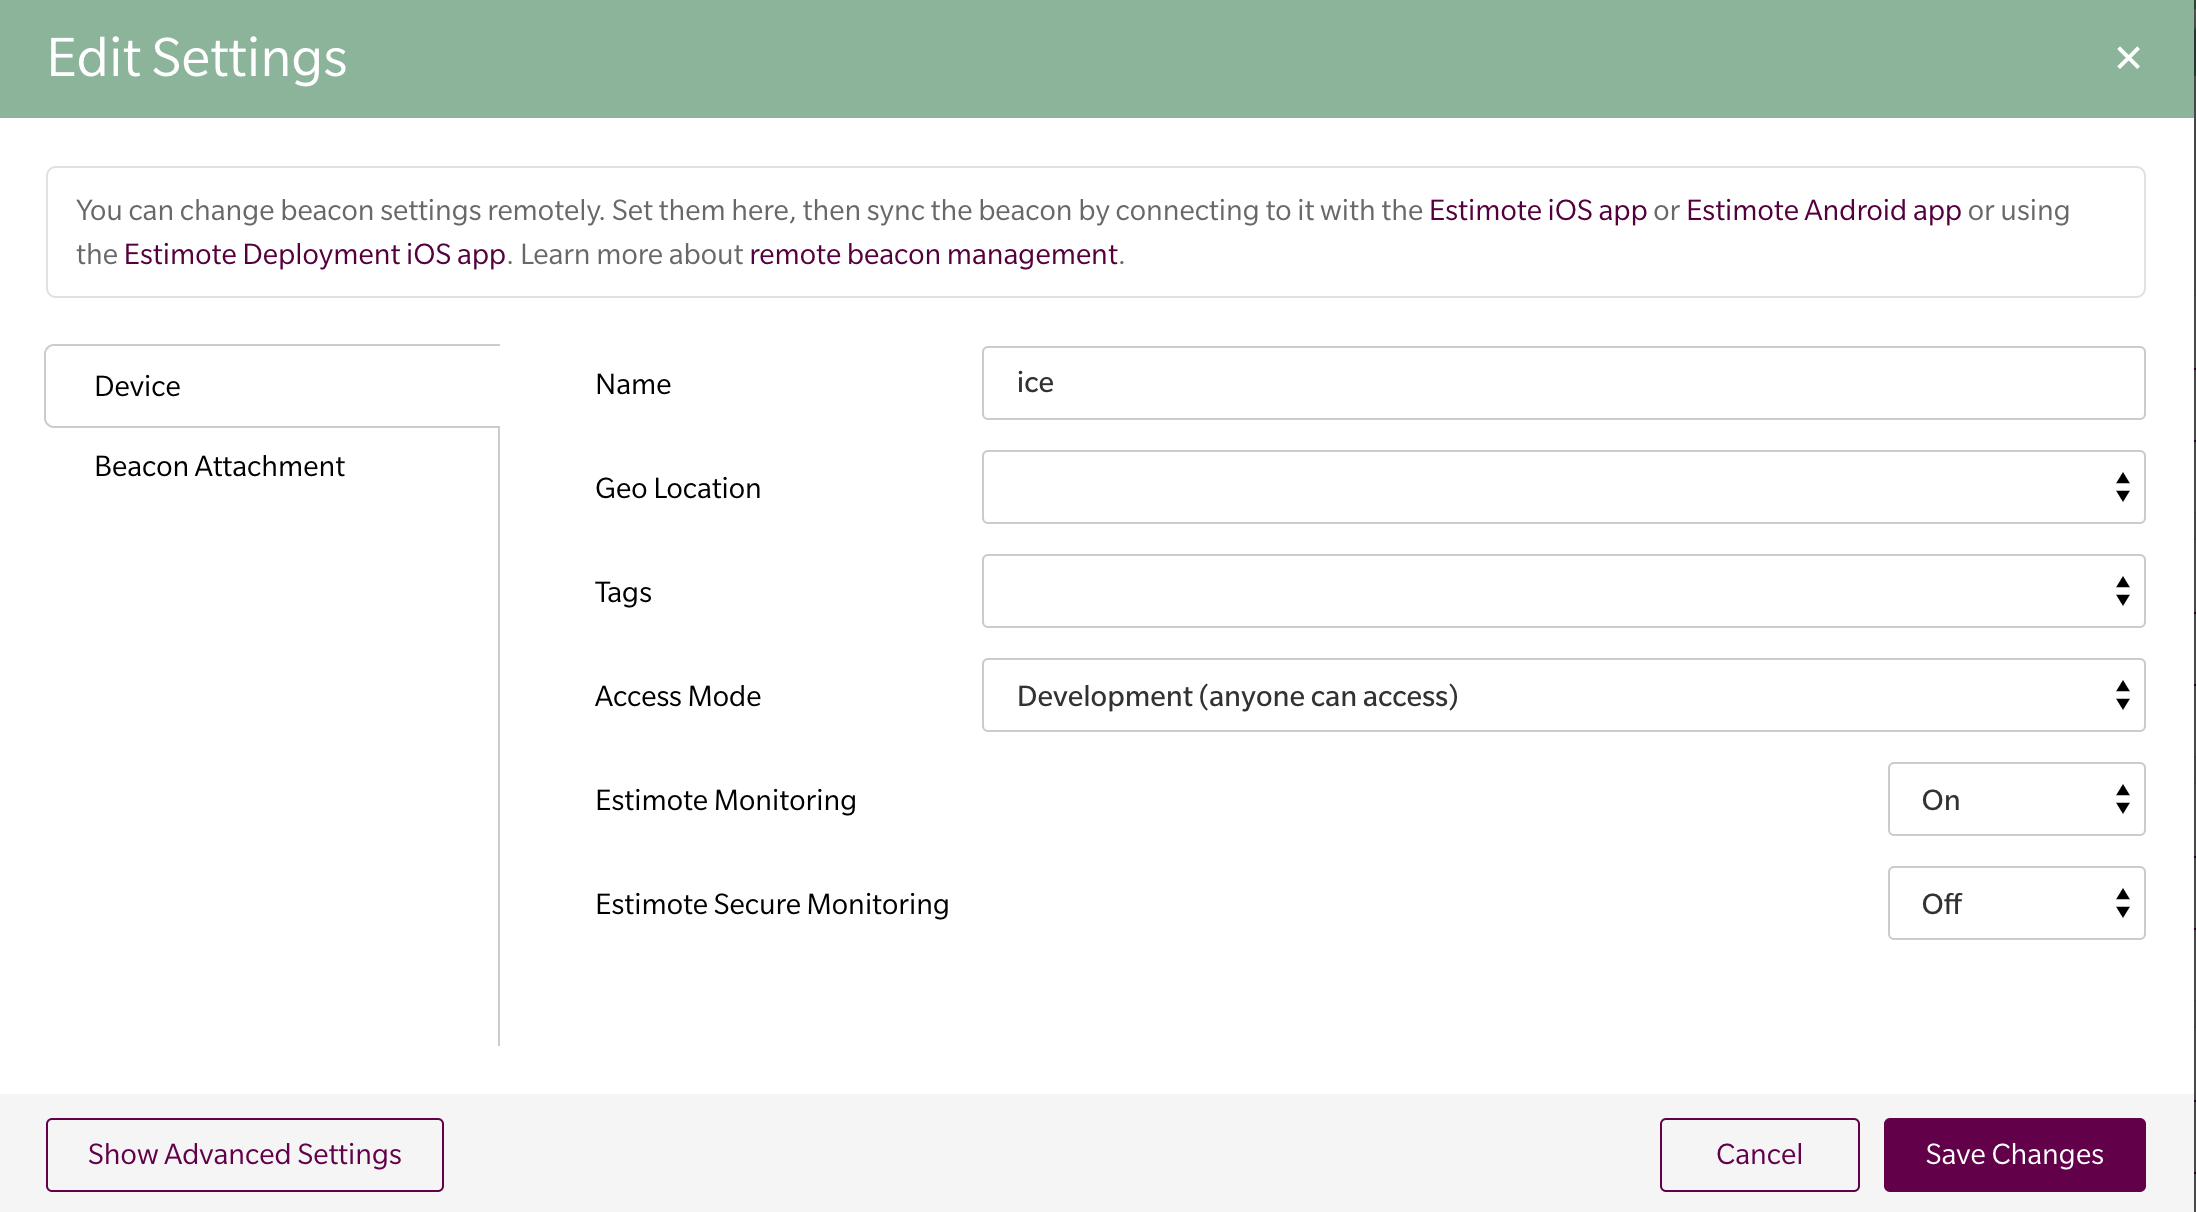 Edit Settings
You can change beacon settings remotely. Set them here, then sync the beacon by connecting to it with the Estimote iOS app or Estimote Android app or using
the Estimote Deployment iOS app. Learn more about remote beacon management.
Device
Beacon Attachment
Name
ice
Geo Location
Tags
Access Mode
Development (anyone can access)
Estimote Monitoring
On
Estimote Secure Monitoring
Off
Show Advanced Settings
Cancel
Save Changes